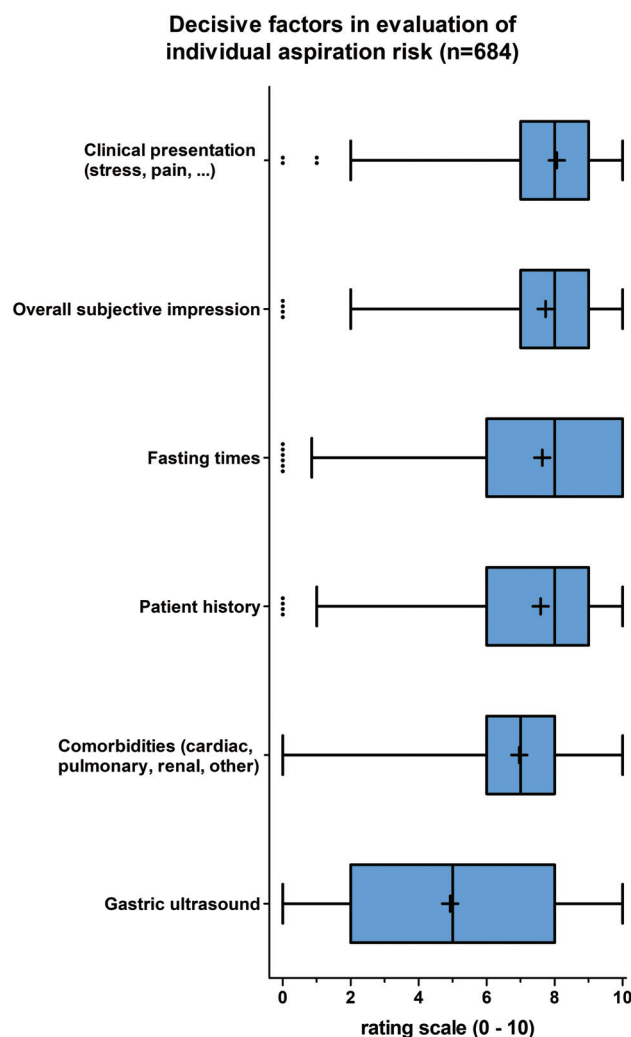 Decisive factors in evaluation of
individual aspiration risk (n=684)
Clinical presentation
(stress, pain, ...)
Overall subjective impression
Fasting times
Patient history
Comorbidities (cardiac,
pulmonary, renal, other)
Gastric ultrasound
0 2 4 6 8 10
rating scale (0 - 10)